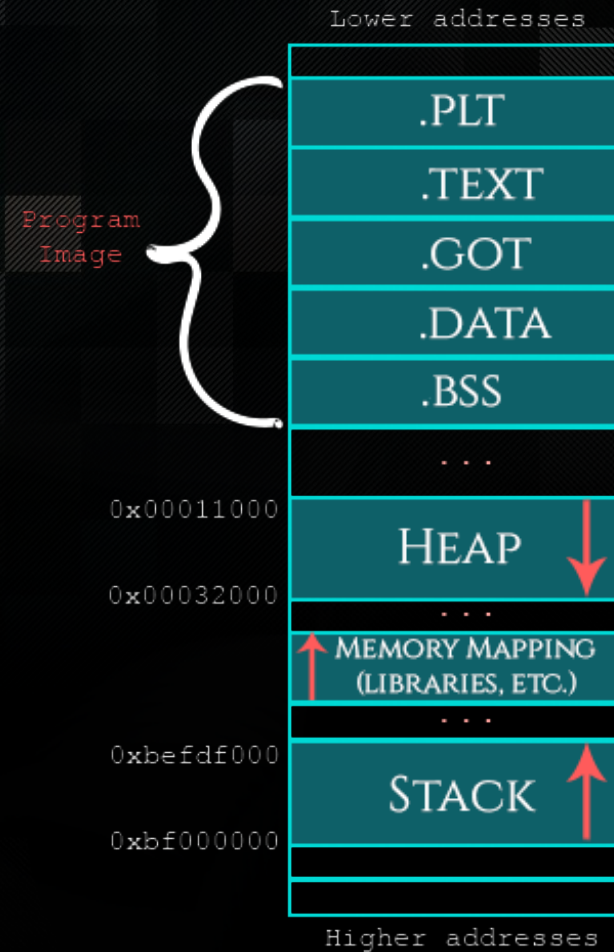 Lower addresses
.PLT
.TEXT
Program
Image
.GOT
.DATA
.BSS
...
0x00011000
HEAP
0x00032000
...
MEMORY MAPPING
(LIBRARIES, ETC.)
...
0xbefdf000
STACK
0xbf000000
Higher addresses